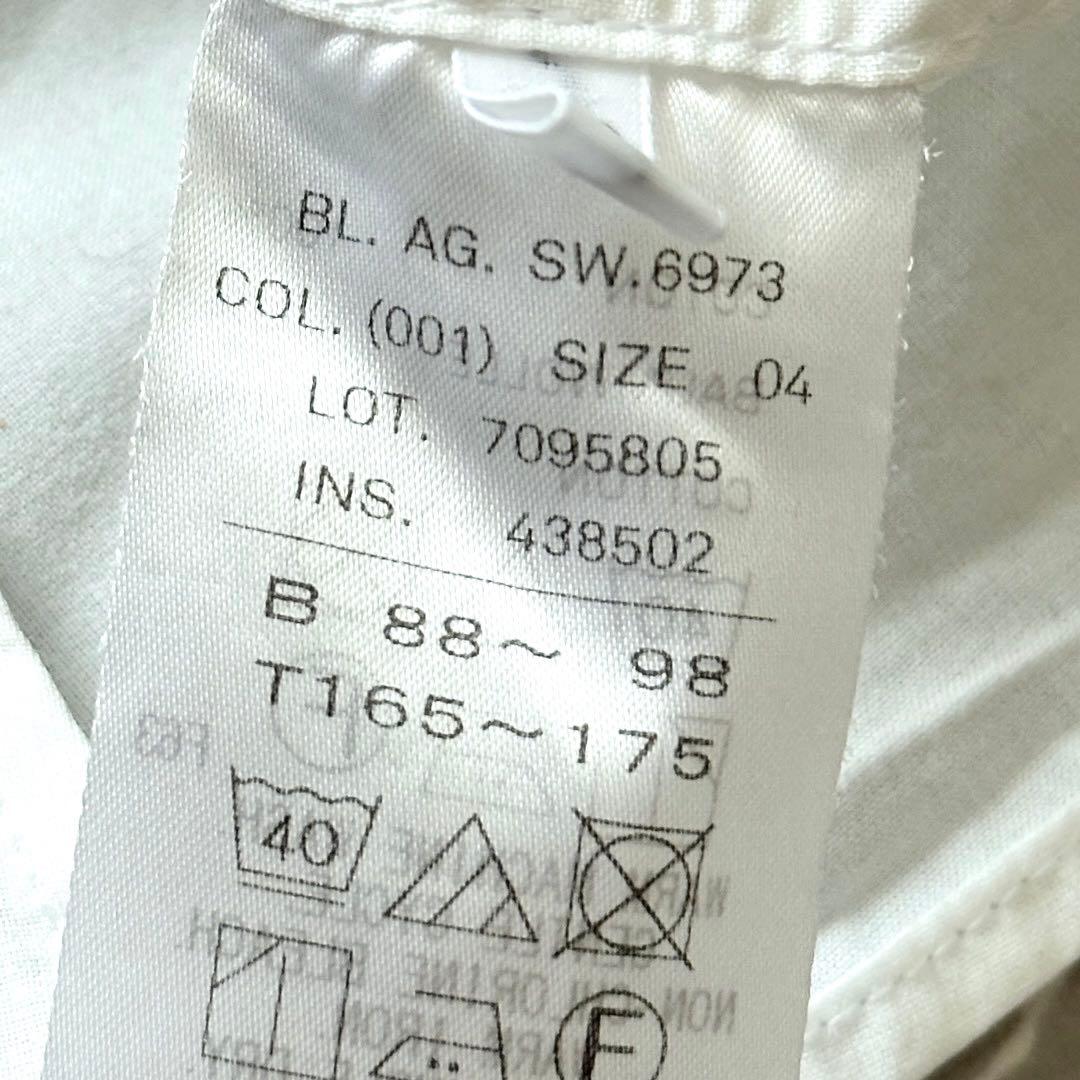 BL. AG. SW.6973
COL. (001) SIZE 04
LOT. 7095805
INS. 438502
B 88～ 98
T165～175
40
F